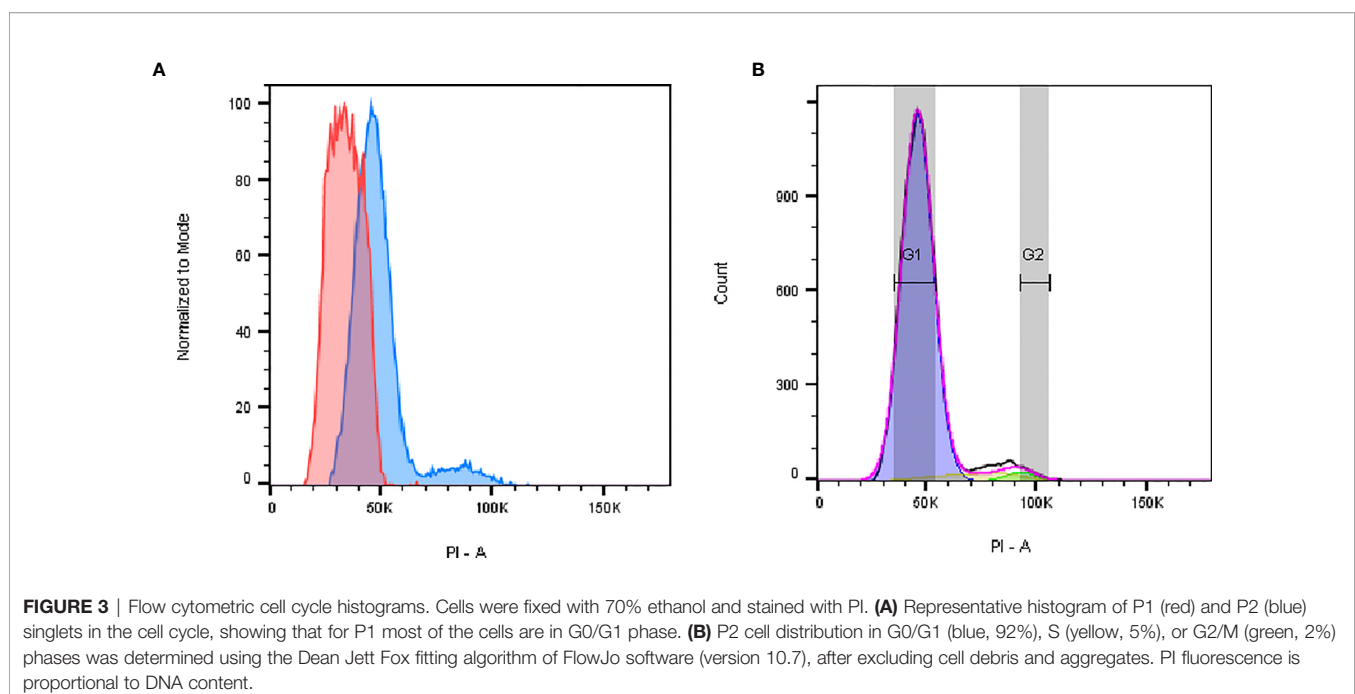 A
B
100
80
60
40
20
0
Normalized to Mode
0
50K
100K
150K
PI - A
900
600
300
0
Count
G1
G2
0
50K
100K
150K
PI - A
FIGURE 3 | Flow cytometric cell cycle histograms. Cells were fixed with 70% ethanol and stained with PI. (A) Representative histogram of P1 (red) and P2 (blue)
singlets in the cell cycle, showing that for P1 most of the cells are in G0/G1 phase. (B) P2 cell distribution in G0/G1 (blue, 92%), S (yellow, 5%), or G2/M (green, 2%)
phases was determined using the Dean Jett Fox fitting algorithm of FlowJo software (version 10.7), after excluding cell debris and aggregates. PI fluorescence is
proportional to DNA content.